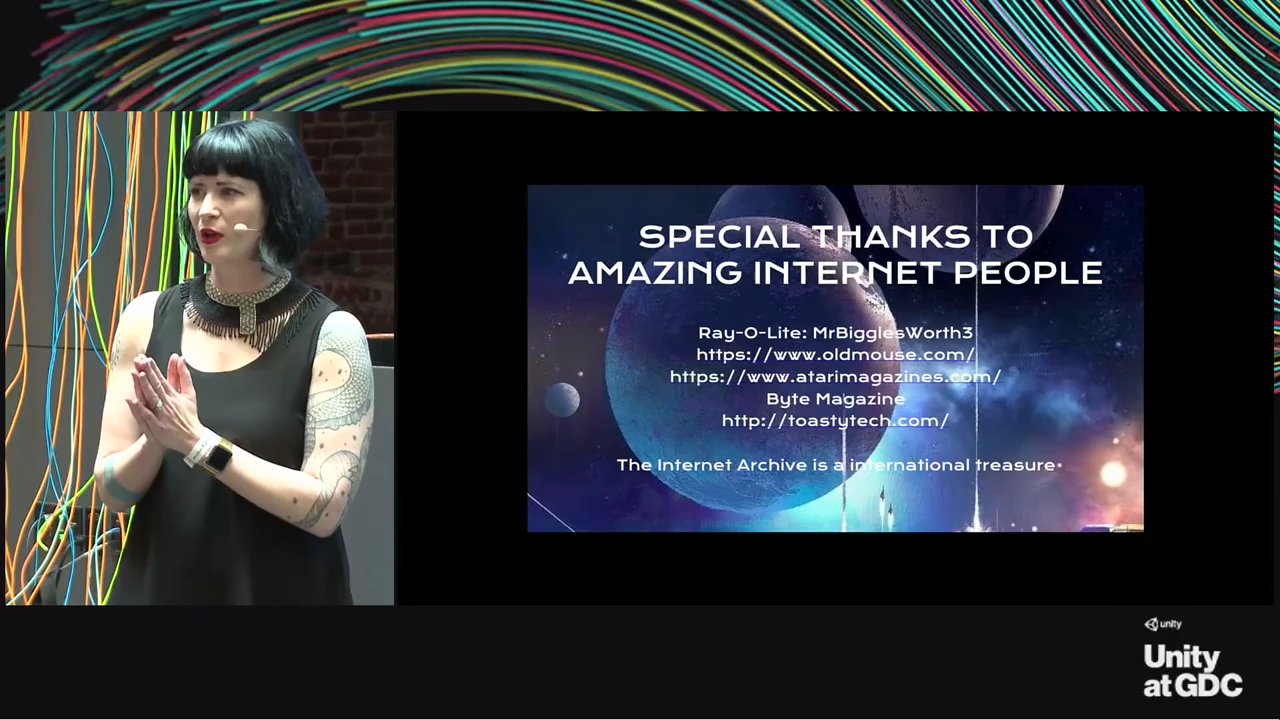 SPECIAL THANKS TO
AMAZING INTERNET PEOPLE
Ray-O-Lite: MrBigglesWorth3
https://www.oldmouse.com/
https://www.atarimagazines.com/
Byte Magazine
http://toastytech.com/
The Internet Archive is a international treasure
unity
Unity
at GDC